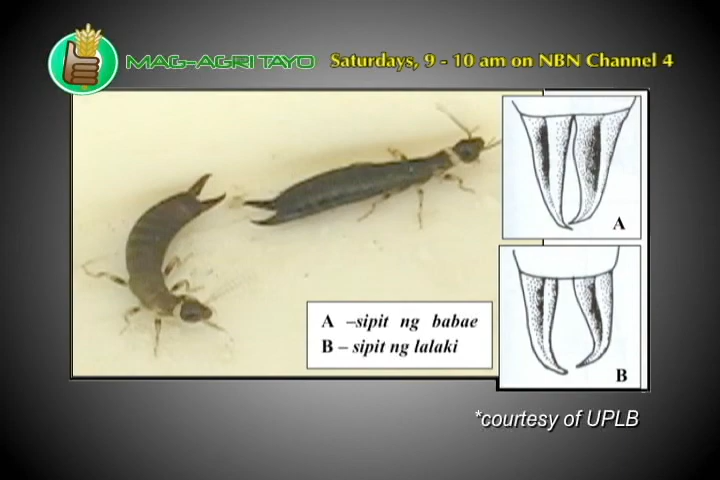 MAG-AGRI TAYO
Saturdays, 9 - 10 am on NBN Channel 4
A
A –sipit ng babae
B – sipit ng lalaki
B
*courtesy of UPLB